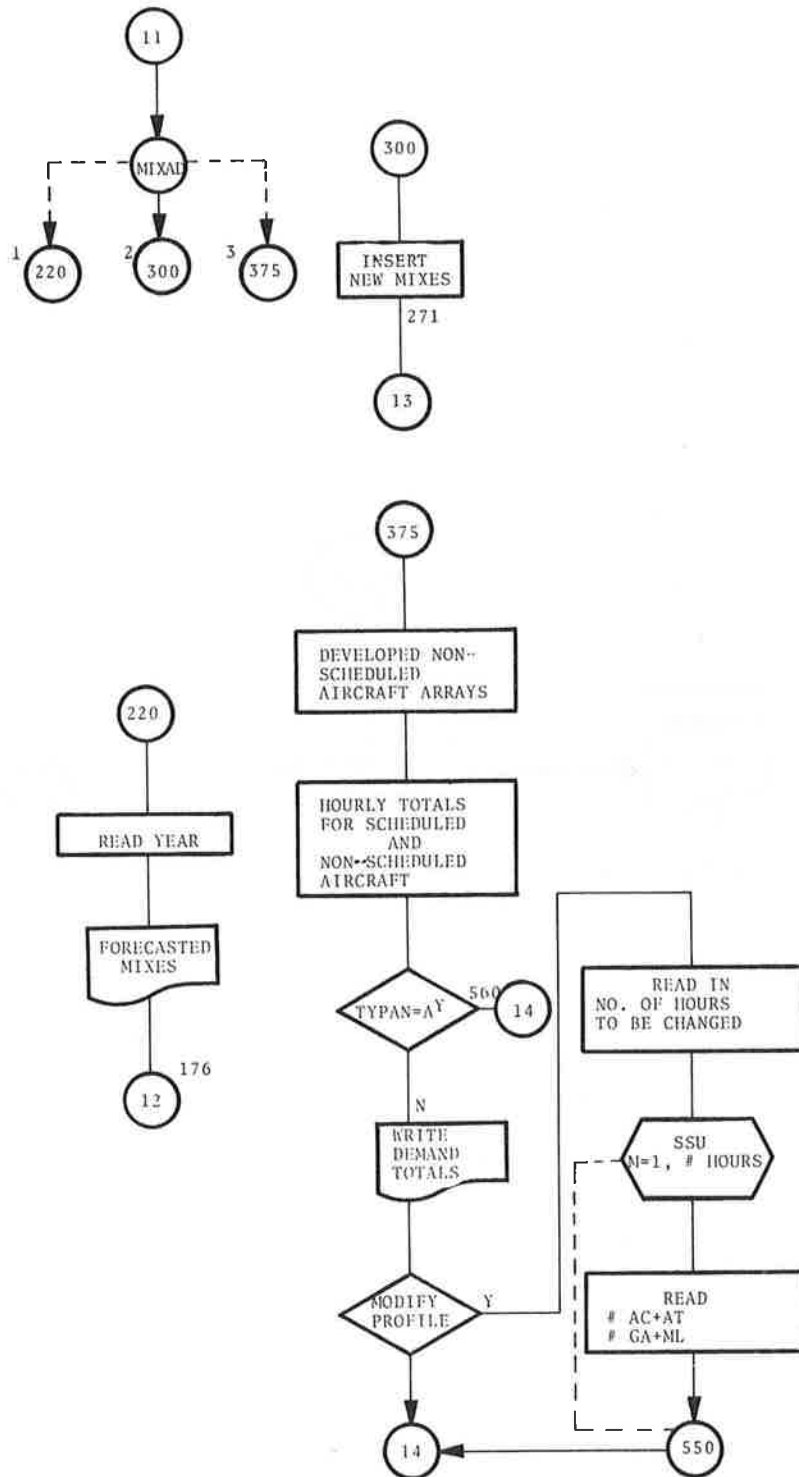 11
MIXAD
1
220
2
300
3
375
300
INSERT
NEW MIXES
271
13
375
DEVELOPED NON-
SCHEDULED
AIRCRAFT ARRAYS
HOURLY TOTALS
FOR SCHEDULED
AND
NON-SCHEDULED
AIRCRAFT
TYPAN=A
Y
560
14
N
WRITE
DEMAND
TOTALS
MODIFY
PROFILE
Y
14
220
READ YEAR
FORECASTED
MIXES
176
12
READ IN
NO. OF HOURS
TO BE CHANGED
SSU
M=1, # HOURS
READ
# AC+AT
# GA+ML
550